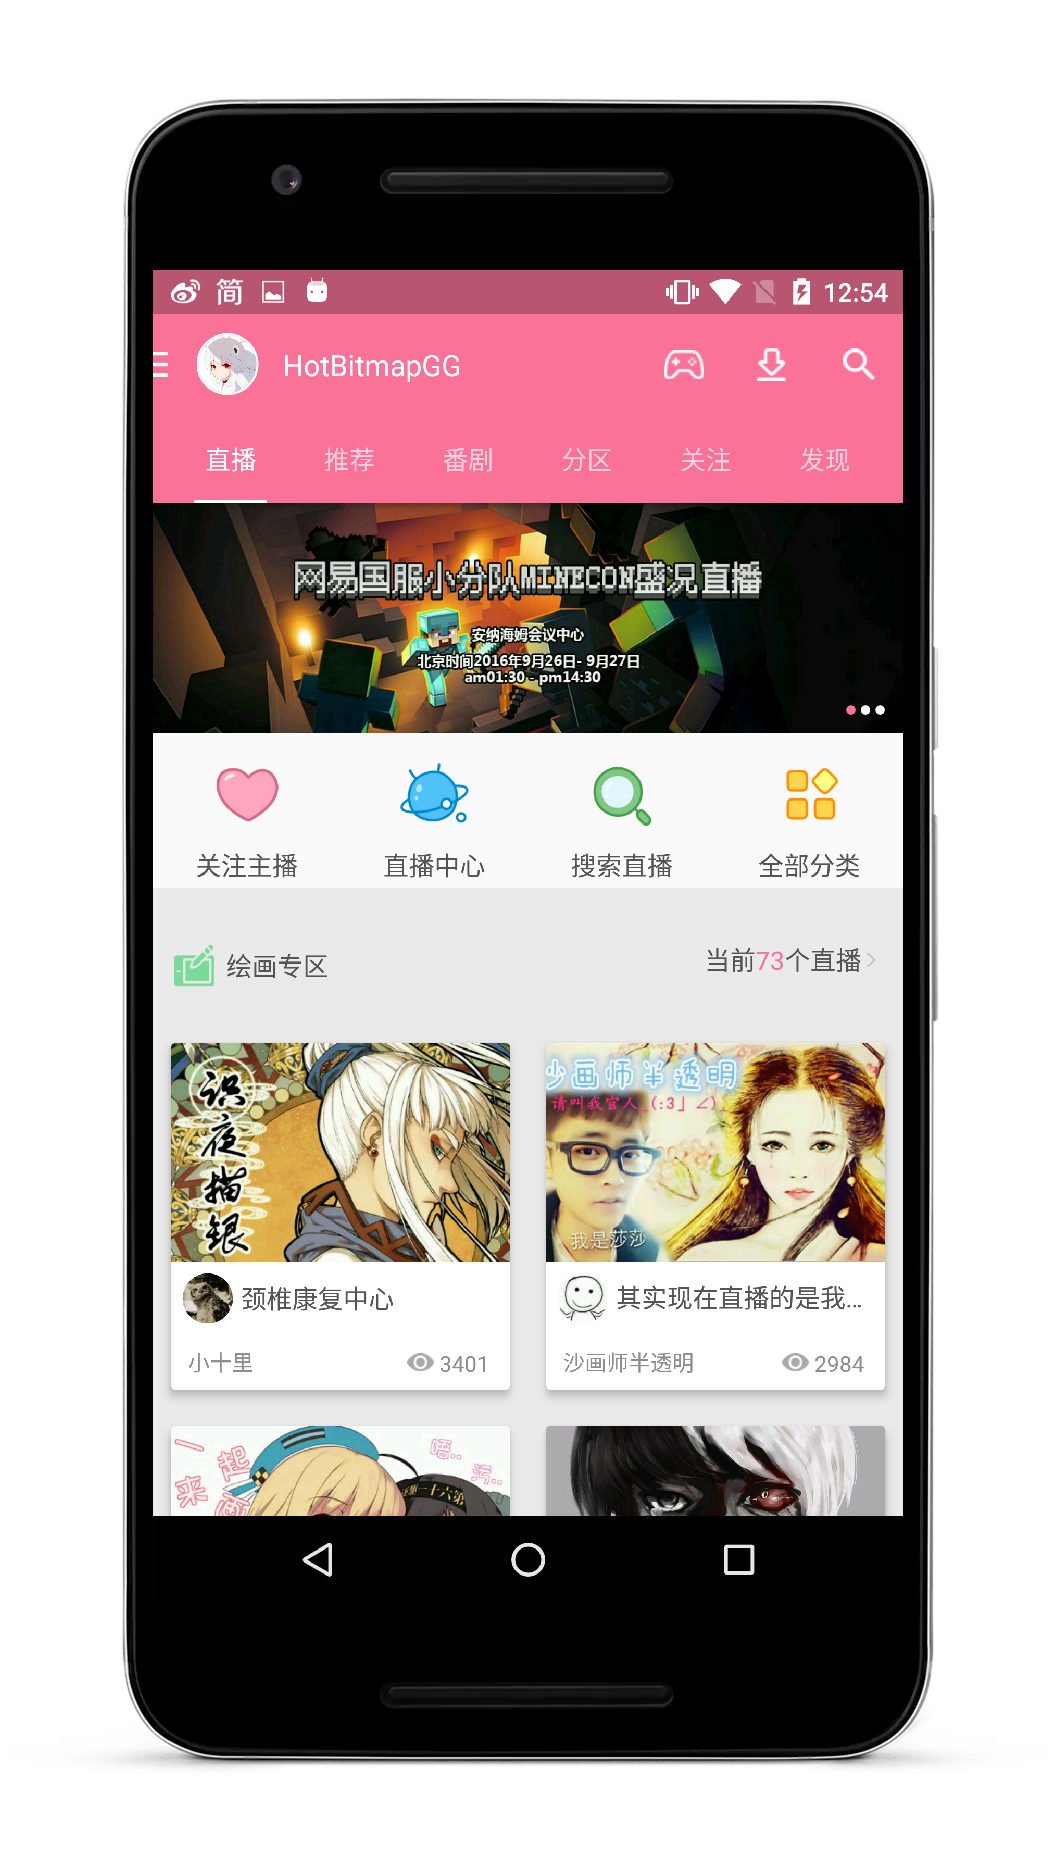 简
12:54
HotBitmapGG
直播 推荐 番剧 分区 关注 发现
网易国服小分队MINECON盛况直播
安纳海姆会议中心
北京时间2016年9月26日- 9月27日
am01:30 - pm14:30
关注主播 直播中心 搜索直播 全部分类
绘画专区
当前73个直播
识夜描银
沙画师半透明
请叫我官人 (:3」∠)
我是莎莎
颈椎康复中心
其实现在直播的是我...
小十里 3401
沙画师半透明 2984
一起来画
唔..
污..